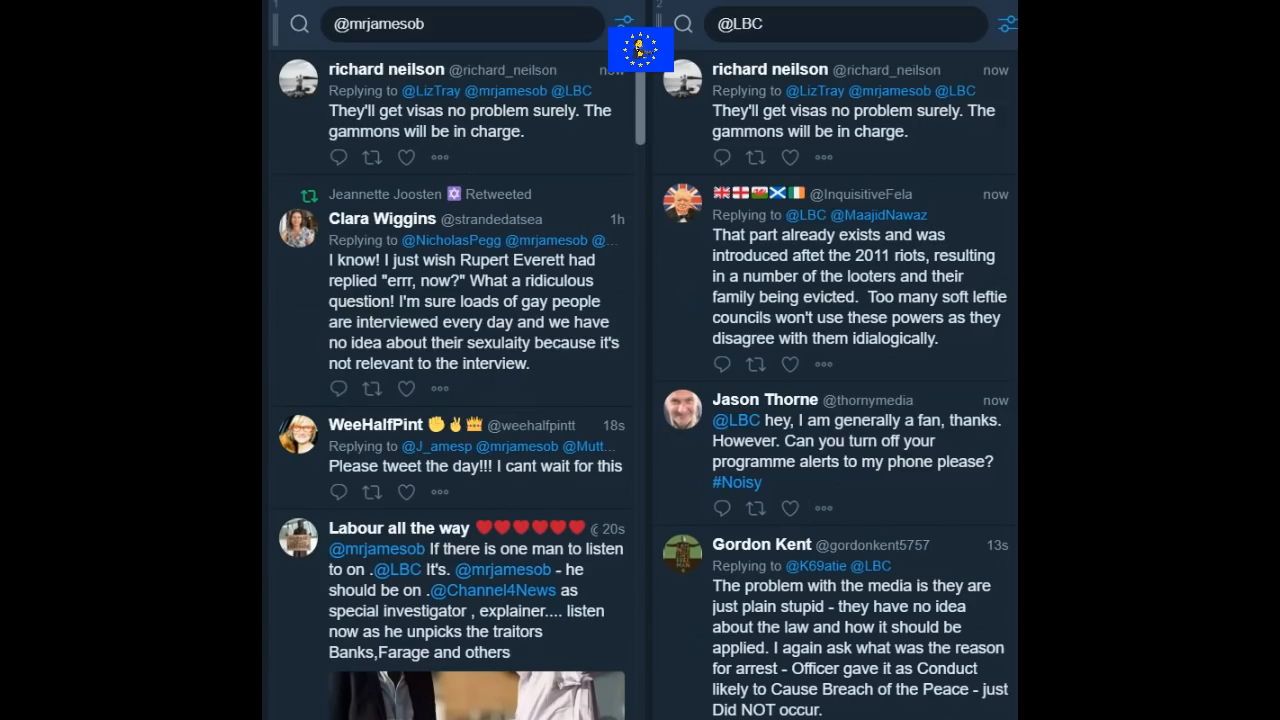 1
@mrjamesob
richard neilson @richard_neilson now
Replying to @LizTray @mrjamesob @LBC
They'll get visas no problem surely. The
gammons will be in charge.
Jeannette Joosten Retweeted
Clara Wiggins @strandedatsea 1h
Replying to @NicholasPegg @mrjamesob @...
I know! I just wish Rupert Everett had
replied "errr, now?" What a ridiculous
question! I'm sure loads of gay people
are interviewed every day and we have
no idea about their sexulaity because it's
not relevant to the interview.
WeeHalfPint ✊✌👑 @weehalfpintt 18s
Replying to @J_amesp @mrjamesob @Mutt...
Please tweet the day!!! I cant wait for this
Labour all the way ❤❤❤❤❤❤ @ 20s
@mrjamesob If there is one man to listen
to on .@LBC It's. @mrjamesob - he
should be on .@Channel4News as
special investigator , explainer.... listen
now as he unpicks the traitors
Banks,Farage and others
2
@LBC
richard neilson @richard_neilson now
Replying to @LizTray @mrjamesob @LBC
They'll get visas no problem surely. The
gammons will be in charge.
@InquisitiveFela now
Replying to @LBC @MaajidNawaz
That part already exists and was
introduced aftet the 2011 riots, resulting
in a number of the looters and their
family being evicted. Too many soft leftie
councils won't use these powers as they
disagree with them idialogically.
Jason Thorne @thornymedia now
@LBC hey, I am generally a fan, thanks.
However. Can you turn off your
programme alerts to my phone please?
#Noisy
Gordon Kent @gordonkent5757 13s
Replying to @K69atie @LBC
The problem with the media is they are
just plain stupid - they have no idea
about the law and how it should be
applied. I again ask what was the reason
for arrest - Officer gave it as Conduct
likely to Cause Breach of the Peace - just
Did NOT occur.